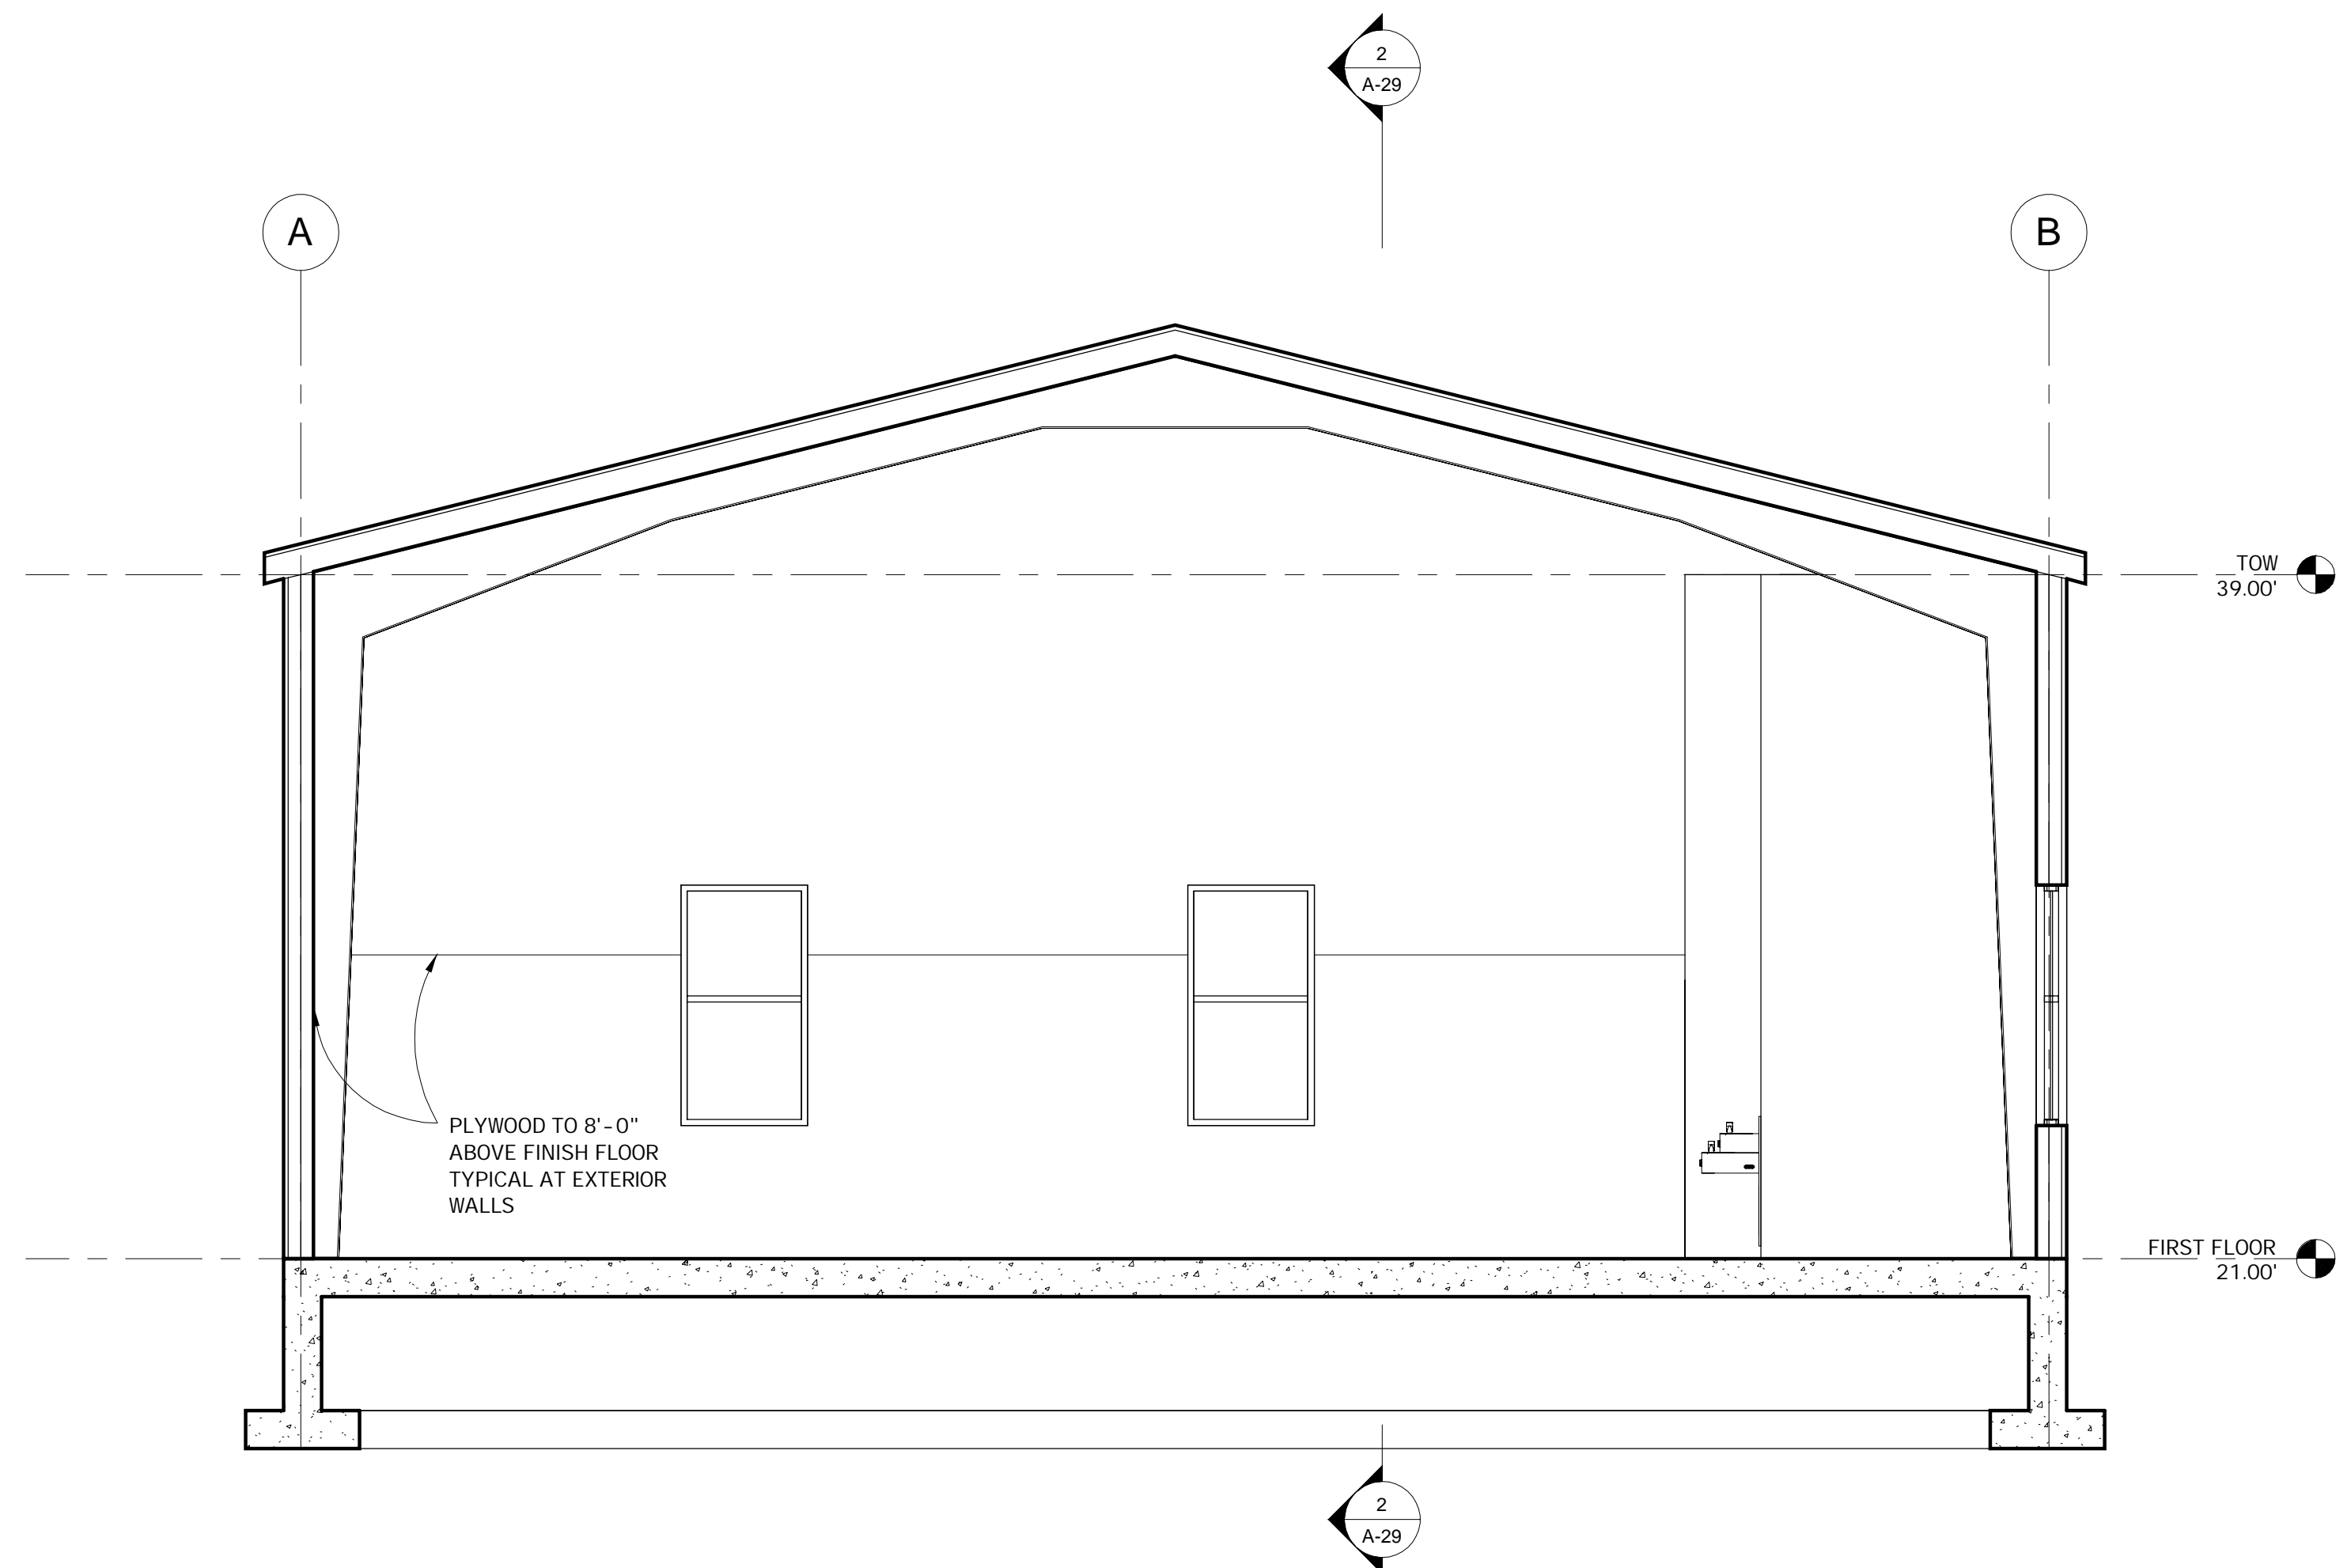 2
A-29
A
B
TOW
39.00'
PLYWOOD TO 8'-0"
ABOVE FINISH FLOOR
TYPICAL AT EXTERIOR
WALLS
FIRST FLOOR
21.00'
2
A-29